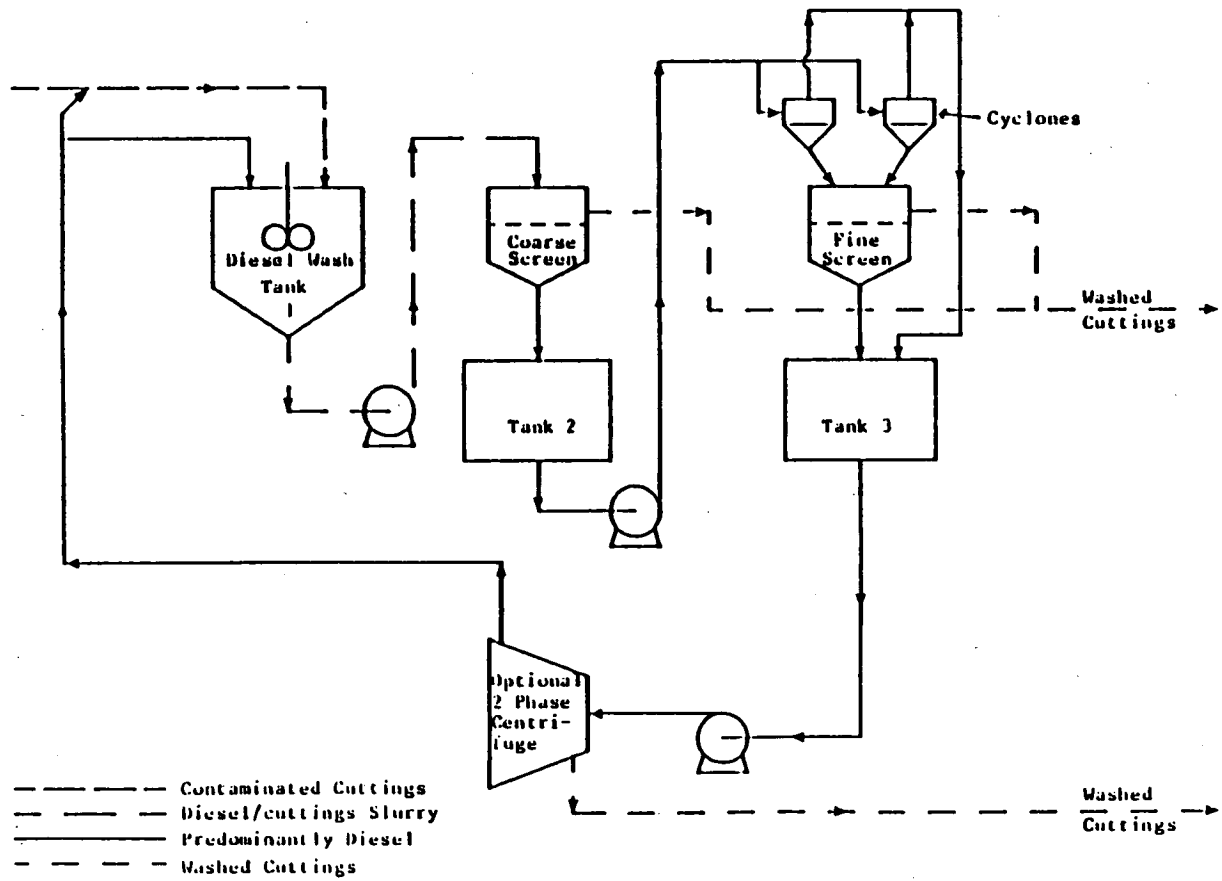 Cyclones
Diesel Wash
Tank
Coarse
Screen
Fine
Screen
Washed
Cuttings
Tank 2
Tank 3
Optional
2 Phase
Centri-
fuge
Washed
Cuttings
Contaminated Cuttings
Diesel/cuttings Slurry
Predominantly Diesel
Washed Cuttings